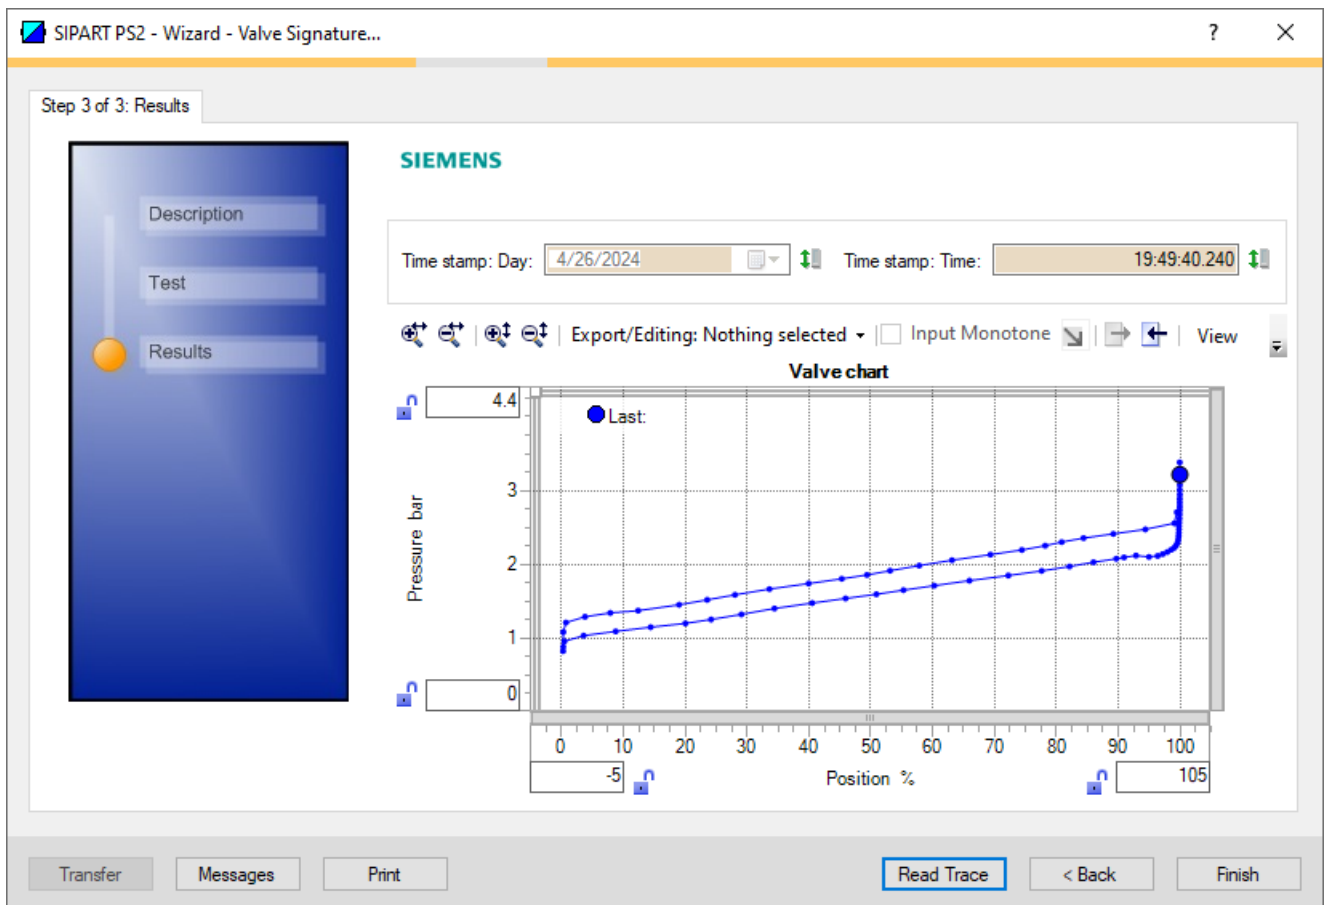 SIPART PS2 - Wizard - Valve Signature...
?
Step 3 of 3: Results
Description
Test
Results
SIEMENS
Time stamp: Day: 4/26/2024 Time stamp: Time: 19:49:40.240
Export/Editing: Nothing selected Input Monotone View
Valve chart
4.4
Last:
3
2
1
0
Pressure bar
0 10 20 30 40 50 60 70 80 90 100
-5 Position % 105
Transfer Messages Print Read Trace < Back Finish